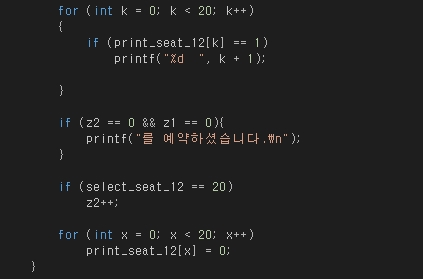 for (int k = 0; k < 20; k++)
{
if (print_seat_12[k] == 1)
printf("%d  ", k + 1);
}
if (z2 == 0 && z1 == 0){
printf("를 예약하셨습니다.₩n");
}
if (select_seat_12 == 20)
z2++;
for (int x = 0; x < 20; x++)
print_seat_12[x] = 0;
}